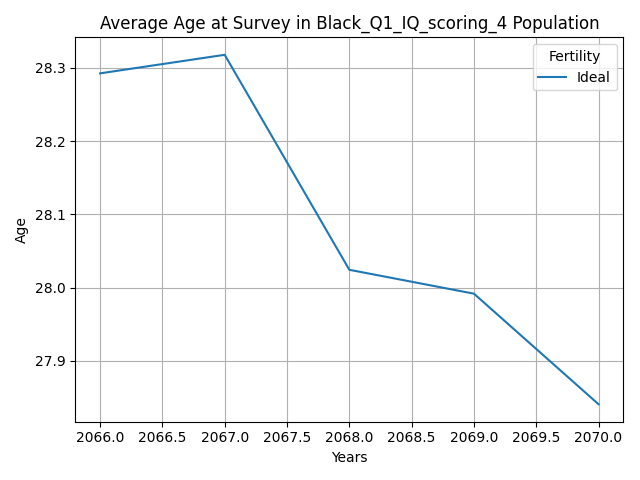 Average Age at Survey in Black_Q1_IQ_scoring_4 Population
Fertility
Ideal
28.3
28.2
28.1
28.0
27.9
Age
2066.0 2066.5 2067.0 2067.5 2068.0 2068.5 2069.0 2069.5 2070.0
Years